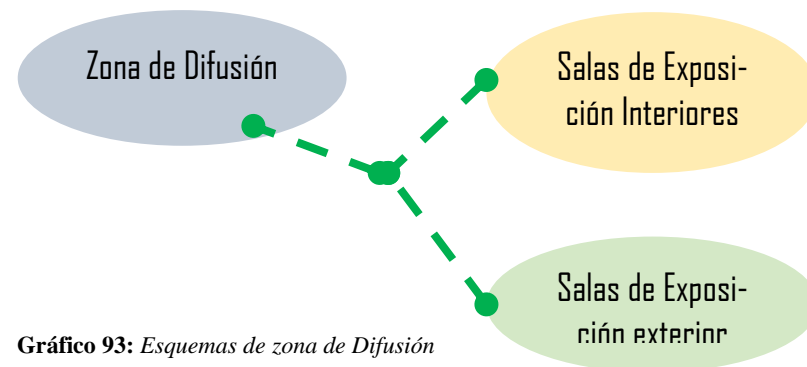 Zona de Difusión
Salas de Exposi-
ción Interiores
Salas de Exposi-
ción exterior
Gráfico 93: Esquemas de zona de Difusión